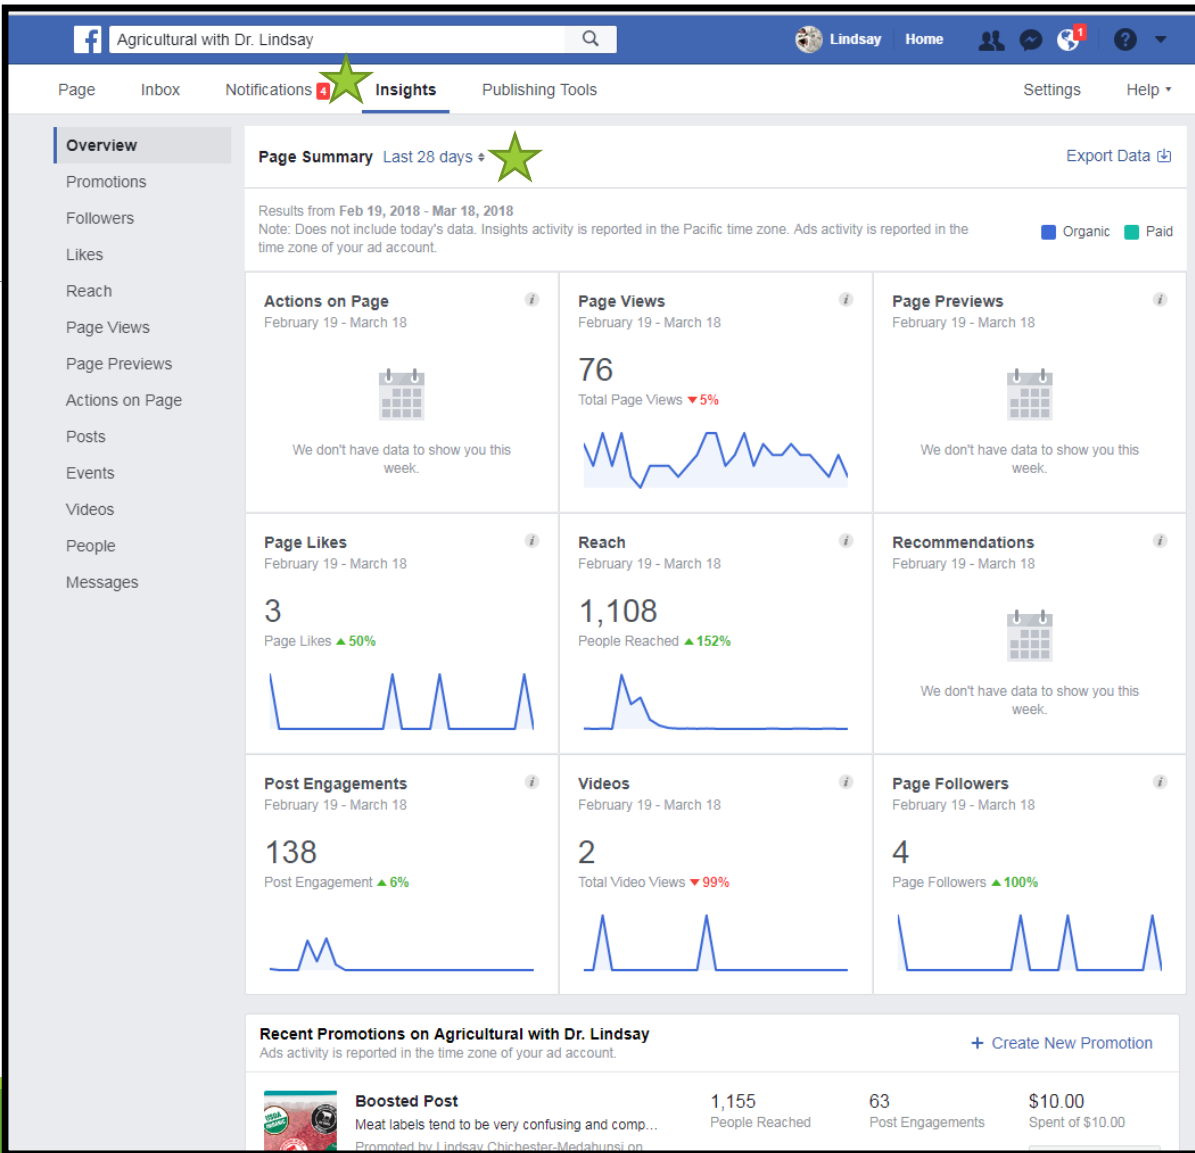 Agricultural with Dr. Lindsay
Lindsay Home 1
Page Inbox Notifications 4 Insights Publishing Tools Settings Help
Overview
Promotions
Followers
Likes
Reach
Page Views
Page Previews
Actions on Page
Posts
Events
Videos
People
Messages
Page Summary Last 28 days Export Data
Results from Feb 19, 2018 - Mar 18, 2018
Note: Does not include today's data. Insights activity is reported in the Pacific time zone. Ads activity is reported in the
time zone of your ad account.
Organic Paid
Actions on Page
February 19 - March 18
We don't have data to show you this
week.
Page Views
February 19 - March 18
76
Total Page Views ▼5%
Page Previews
February 19 - March 18
We don't have data to show you this
week.
Page Likes
February 19 - March 18
3
Page Likes ▲50%
Reach
February 19 - March 18
1,108
People Reached ▲152%
Recommendations
February 19 - March 18
We don't have data to show you this
week.
Post Engagements
February 19 - March 18
138
Post Engagement ▲6%
Videos
February 19 - March 18
2
Total Video Views ▼99%
Page Followers
February 19 - March 18
4
Page Followers ▲100%
Recent Promotions on Agricultural with Dr. Lindsay
Ads activity is reported in the time zone of your ad account.
+ Create New Promotion
USDA
ORGANIC
Boosted Post
Meat labels tend to be very confusing and comp...
Promoted by Lindsay Chichester-Medahunsi on
1,155
People Reached
63
Post Engagements
$10.00
Spent of $10.00